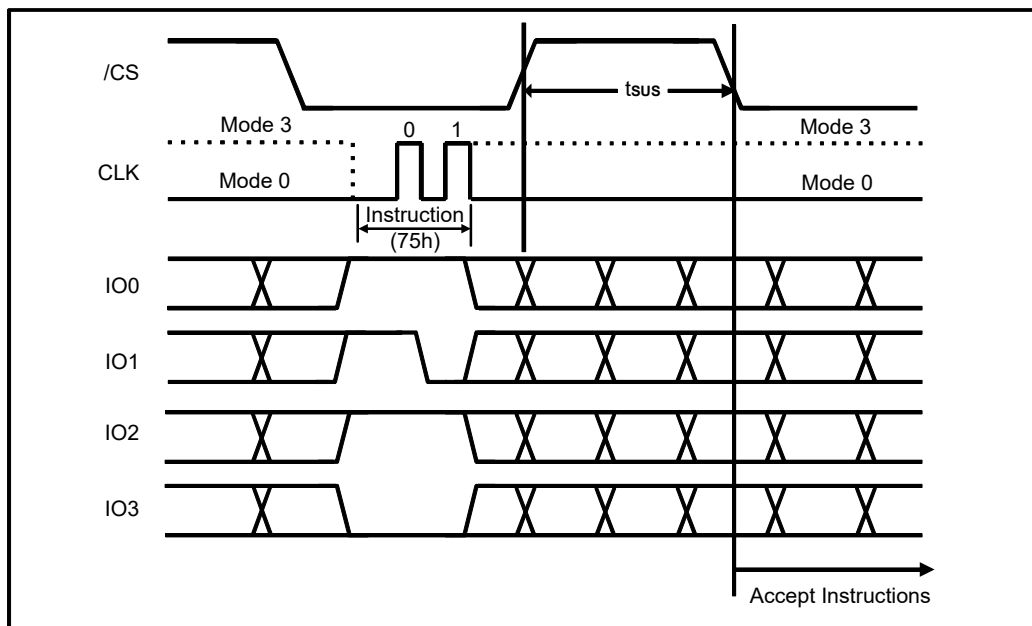 /CS
tsus
Mode 3
0
1
Mode 3
CLK
Mode 0
Mode 0
Instruction
(75h)
IO0
IO1
IO2
IO3
Accept Instructions